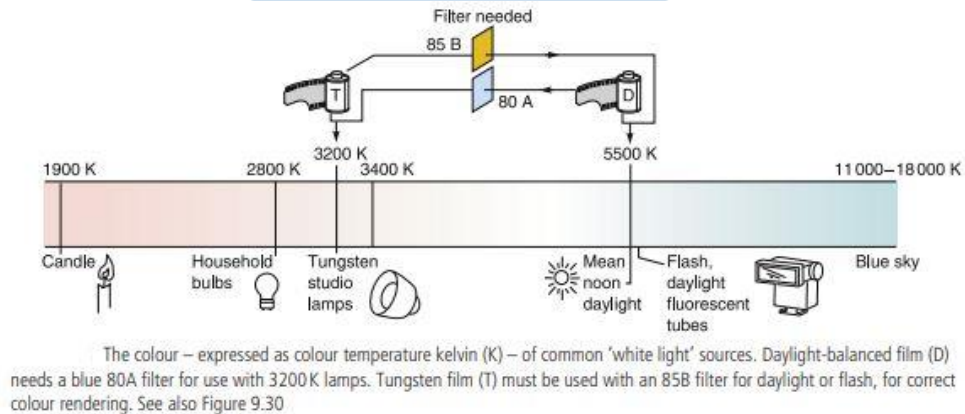 Filter needed
85 B
80 A
T
D
3200 K
5500 K
1900 K
2800 K
3400 K
11 000–18 000 K
Candle
Household
bulbs
Tungsten
studio
lamps
Mean
noon
daylight
Flash,
daylight
fluorescent
tubes
Blue sky
The colour – expressed as colour temperature kelvin (K) – of common ‘white light’ sources. Daylight-balanced film (D)
needs a blue 80A filter for use with 3200 K lamps. Tungsten film (T) must be used with an 85B filter for daylight or flash, for correct
colour rendering. See also Figure 9.30